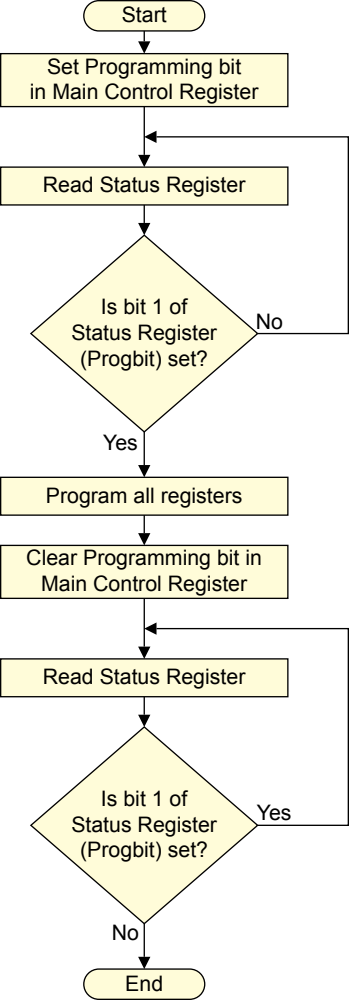 Start
Set Programming bit
in Main Control Register
Read Status Register
Is bit 1 of
Status Register
(Progbit) set?
No
Yes
Program all registers
Clear Programming bit in
Main Control Register
Read Status Register
Is bit 1 of
Status Register
(Progbit) set?
Yes
No
End